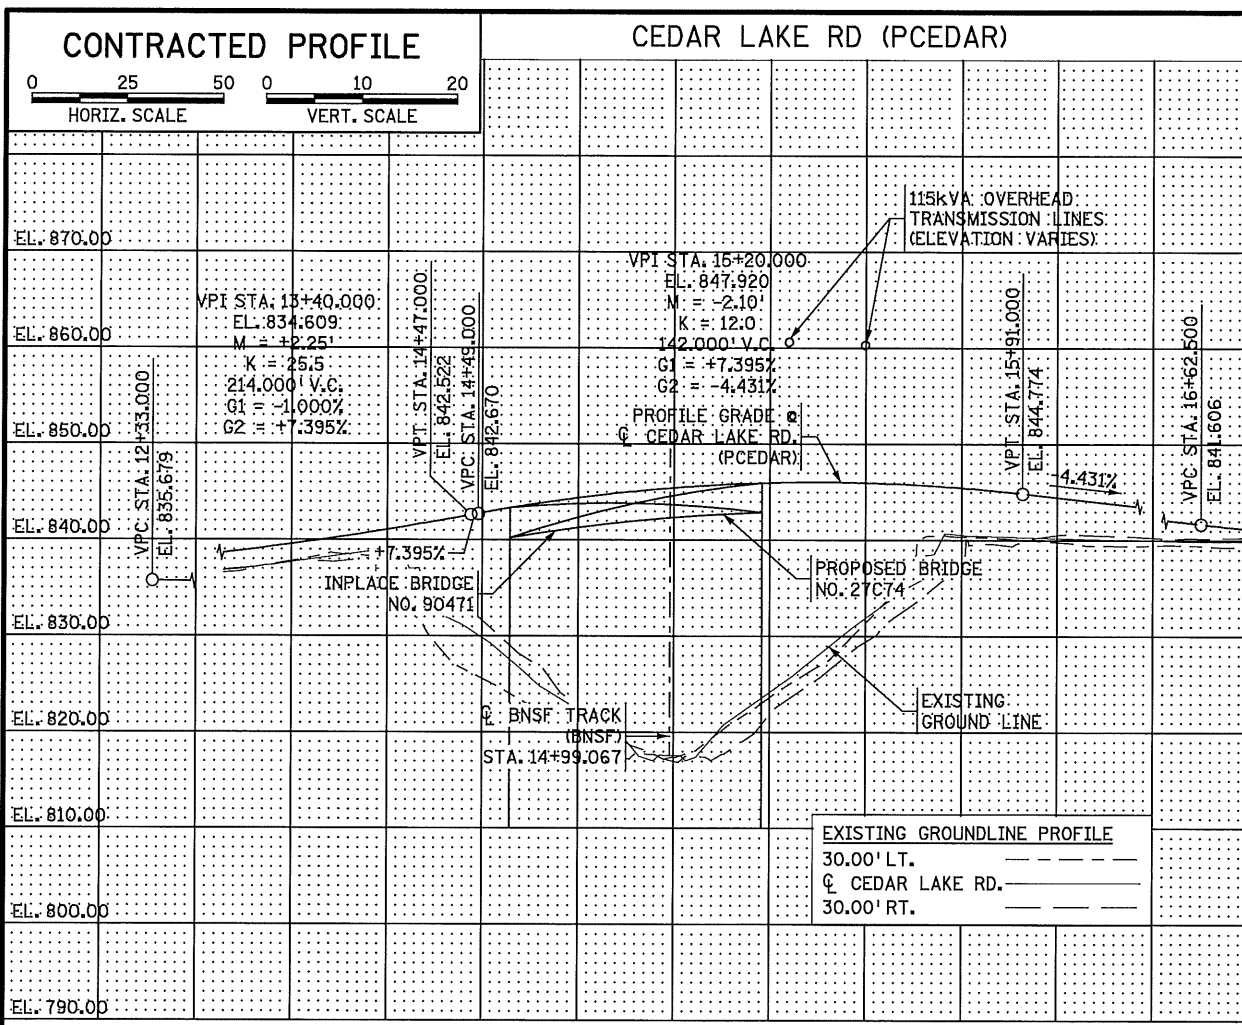 CONTRACTED PROFILE
0 25 50
HORIZ. SCALE
0 10 20
VERT. SCALE
CEDAR LAKE RD (PCEDAR)
115kVA OVERHEAD
TRANSMISSION LINES
(ELEVATION VARIES)
EL. 870.00
EL. 860.00
EL. 850.00
EL. 840.00
EL. 830.00
EL. 820.00
EL. 810.00
EL. 800.00
EL. 790.00
VPC STA. 12+33.000
EL. 835.679
VPI STA. 13+40.000
EL. 834.609
M = +2.25'
K = 25.5
214.000' V.C.
G1 = -1.000%
G2 = +7.395%
VPT STA. 14+47.000
EL. 842.522
VPC STA. 14+49.000
EL. 842.670
VPI STA. 15+20.000
EL. 847.920
M = -2.10'
K = 12.0
142.000' V.C.
G1 = +7.395%
G2 = -4.431%
PROFILE GRADE @
℄ CEDAR LAKE RD.
(PCEDAR)
VPT STA. 15+91.000
EL. 844.774
-4.431%
VPC STA. 16+62.500
EL. 841.606
+7.395%
INPLACE BRIDGE
NO. 90471
PROPOSED BRIDGE
NO. 27C74
℄ BNSF TRACK
(BNSF)
STA. 14+99.067
EXISTING
GROUND LINE
EXISTING GROUNDLINE PROFILE
30.00' LT.
℄ CEDAR LAKE RD.
30.00' RT.